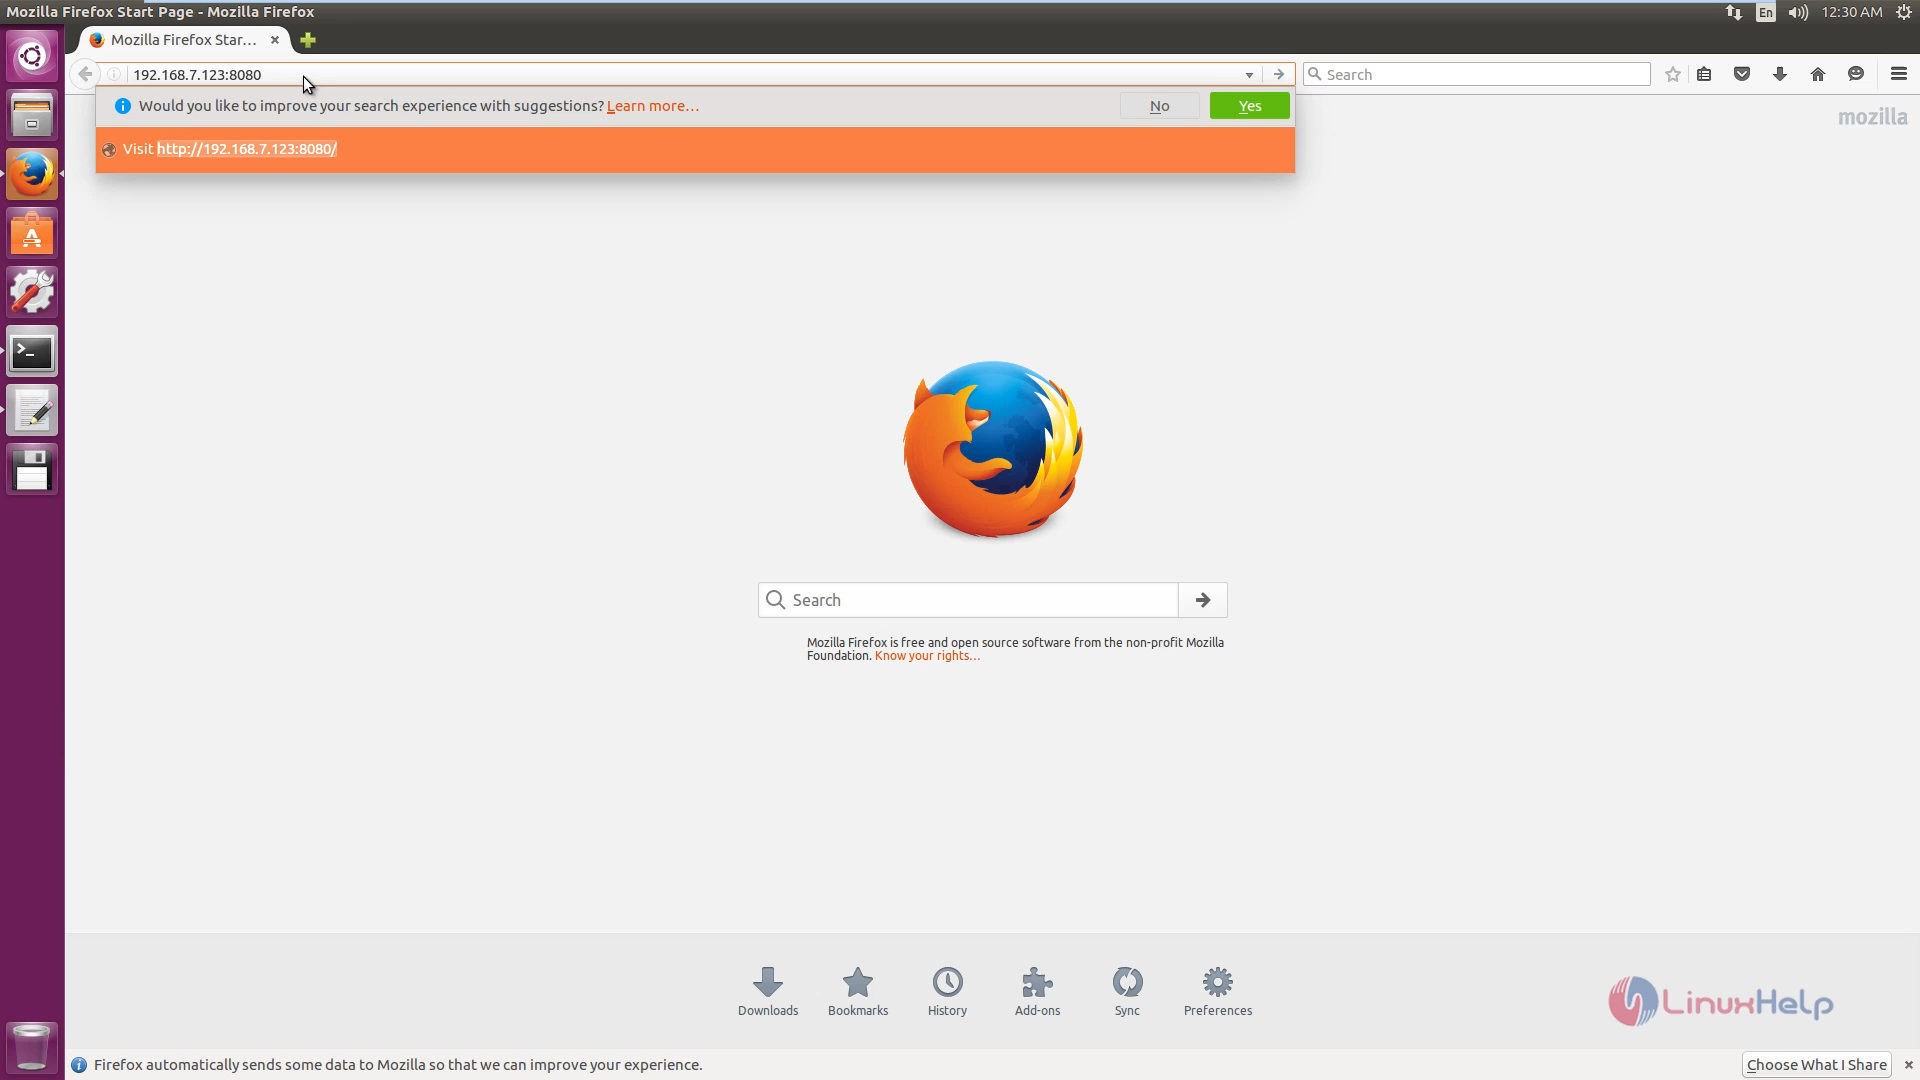 Mozilla Firefox Start Page - Mozilla Firefox
En
12:30 AM
Mozilla Firefox Star...
192.168.7.123:8080
Search
Would you like to improve your search experience with suggestions? Learn more...
No
Yes
mozilla
Visit http://192.168.7.123:8080/
Search
Mozilla Firefox is free and open source software from the non-profit Mozilla
Foundation. Know your rights...
Downloads
Bookmarks
History
Add-ons
Sync
Preferences
LinuxHelp
Firefox automatically sends some data to Mozilla so that we can improve your experience.
Choose What I Share